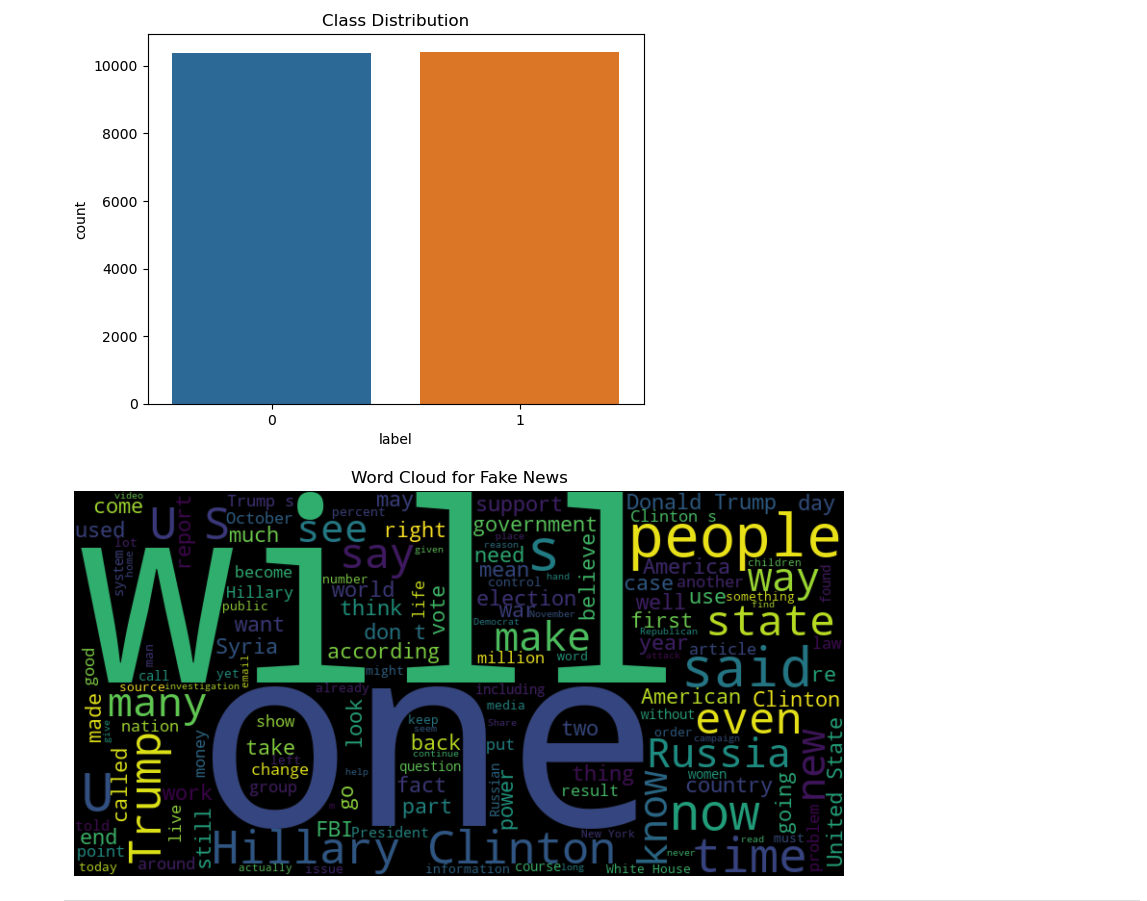 Class Distribution
10000
8000
6000
4000
2000
0
count
0 1
label
Word Cloud for Fake News
video
come
used
U S
report
lot
system
home
Trump s
October
much
percent
see
may
right
say
given
support
government
place
reason
need
s
mean
control
hand
believe
Donald Trump
day
Clinton s
people
America
children
case
another
way
found
become
Hillary
public
number
world
life
vote
think
want
don t
election
war
November
Democrat
well
use
something
find
first
Republican
state
make
Syria
according
million
word
year
article
attack
law
will
good
man
call
yet
email
might
said
re
source
investigation
already
including
American
Clinton
made
give
many
nation
show
look
keep
seem
media
Share
without
even
two
order
campaign
take
left
change
back
continue
put
one
money
group
help
question
Russian
power
thing
Russia
women
new
United State
U
called
Trump
work
go
fact
part
result
know
country
going
told
end
live
still
FBI
President
New York
now
problem
point
Hillary Clinton
never
read
must
today
around
actually
issue
information
course
long
White House
time